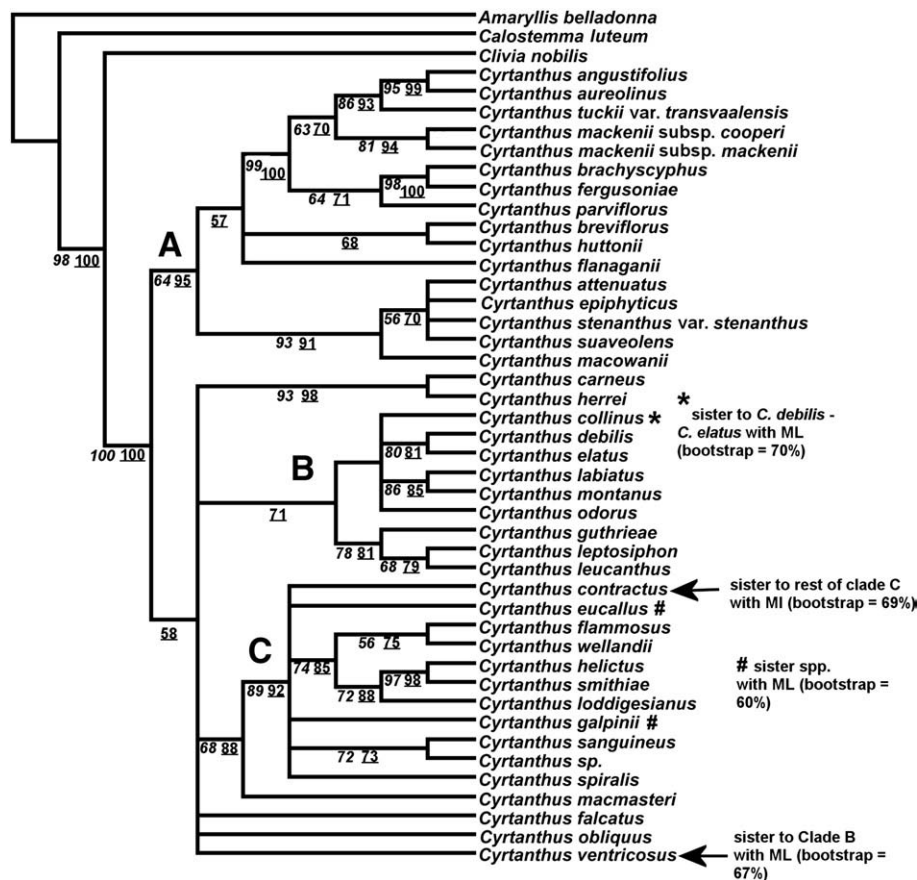 Amaryllis belladonna
Calostemma luteum
Clivia nobilis
Cyrtanthus angustifolius
95 99
Cyrtanthus aureolinus
86 93
Cyrtanthus tuckii var. transvaalensis
63 70
Cyrtanthus mackenii subsp. cooperi
81 94
Cyrtanthus mackenii subsp. mackenii
99 100
Cyrtanthus brachyscyphus
98 100
Cyrtanthus fergusoniae
64 71
Cyrtanthus parviflorus
57
Cyrtanthus breviflorus
68
Cyrtanthus huttonii
A
98 100
Cyrtanthus flanaganii
64 95
Cyrtanthus attenuatus
Cyrtanthus epiphyticus
56 70
Cyrtanthus stenanthus var. stenanthus
Cyrtanthus suaveolens
93 91
Cyrtanthus macowanii
Cyrtanthus carneus
93 98
Cyrtanthus herrei
*
sister to C. debilis -
C. elatus with ML
(bootstrap = 70%)
Cyrtanthus collinus *
100 100
Cyrtanthus debilis
80 81
Cyrtanthus elatus
B
Cyrtanthus labiatus
86 85
Cyrtanthus montanus
71
Cyrtanthus odorus
Cyrtanthus guthrieae
78 81
Cyrtanthus leptosiphon
68 79
Cyrtanthus leucanthus
Cyrtanthus contractus
sister to rest of clade C
with MI (bootstrap = 69%)
Cyrtanthus eucallus #
58
Cyrtanthus flammosus
56 75
Cyrtanthus wellandii
C
74 85
Cyrtanthus helictus
97 98
Cyrtanthus smithiae
89 92
72 88
Cyrtanthus loddigesianus
# sister spp.
with ML (bootstrap =
60%)
Cyrtanthus galpinii #
Cyrtanthus sanguineus
68 88
72 73
Cyrtanthus sp.
Cyrtanthus spiralis
Cyrtanthus macmasteri
Cyrtanthus falcatus
Cyrtanthus obliquus
Cyrtanthus ventricosus
sister to Clade B
with ML (bootstrap =
67%)